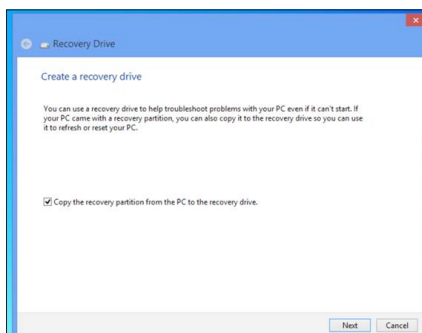 Recovery Drive
Create a recovery drive
You can use a recovery drive to help troubleshoot problems with your PC even if it can't start. If
your PC came with a recovery partition, you can also copy it to the recovery drive so you can use
it to refresh or reset your PC.
Copy the recovery partition from the PC to the recovery drive.
Next Cancel